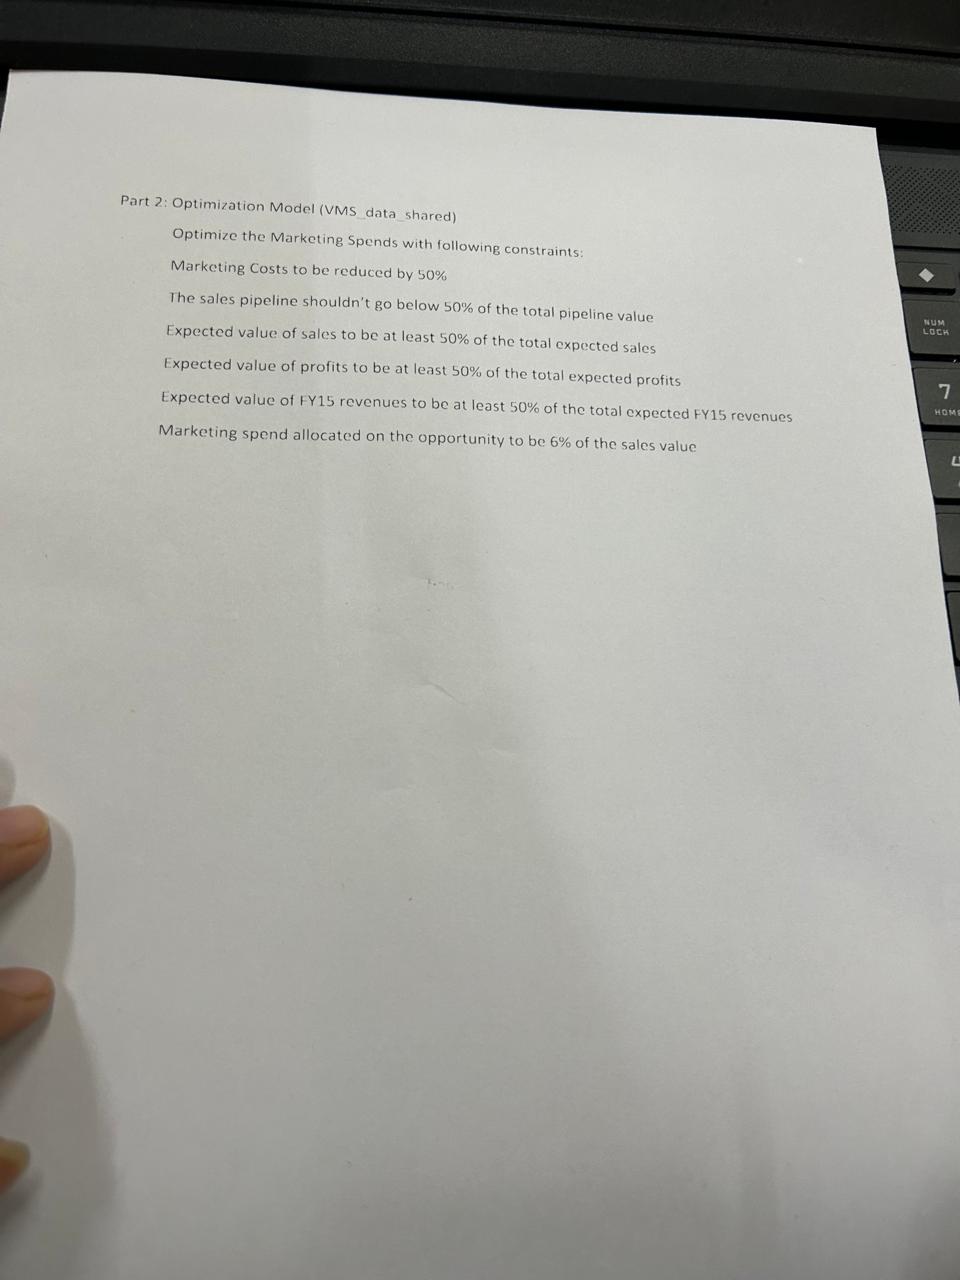 Part 2: Optimization Model (VMS_data_shared)
Optimize the Marketing Spends with following constraints:
Marketing Costs to be reduced by 50%
The sales pipeline shouldn't go below 50% of the total pipeline value
Expected value of sales to be at least 50% of the total expected sales
Expected value of profits to be at least 50% of the total expected profits
Expected value of FY15 revenues to be at least 50% of the total expected FY15 revenues
Marketing spend allocated on the opportunity to be 6% of the sales value
NUM
LOCK
7